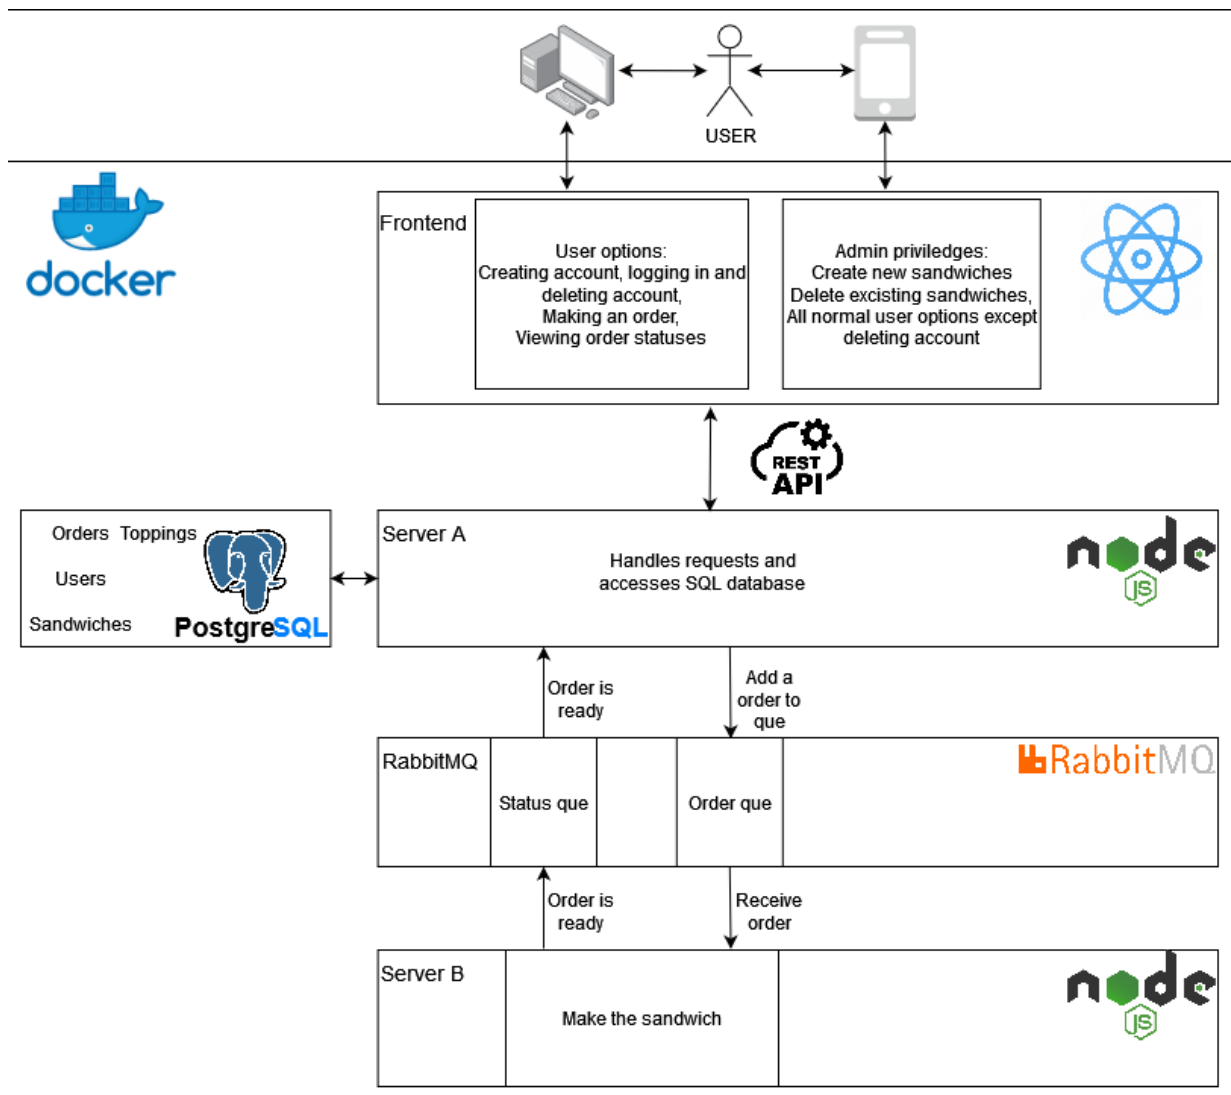 USER
docker
Frontend
User options:
Creating account, logging in and
deleting account,
Making an order,
Viewing order statuses
Admin priviledges:
Create new sandwiches
Delete excisting sandwiches,
All normal user options except
deleting account
REST
API
Orders Toppings
Users
Sandwiches
PostgreSQL
Server A
Handles requests and
accesses SQL database
node
JS
Order is
ready
Add a
order to
que
RabbitMQ
Status que
Order que
RabbitMQ
Order is
ready
Receive
order
Server B
Make the sandwich
node
JS